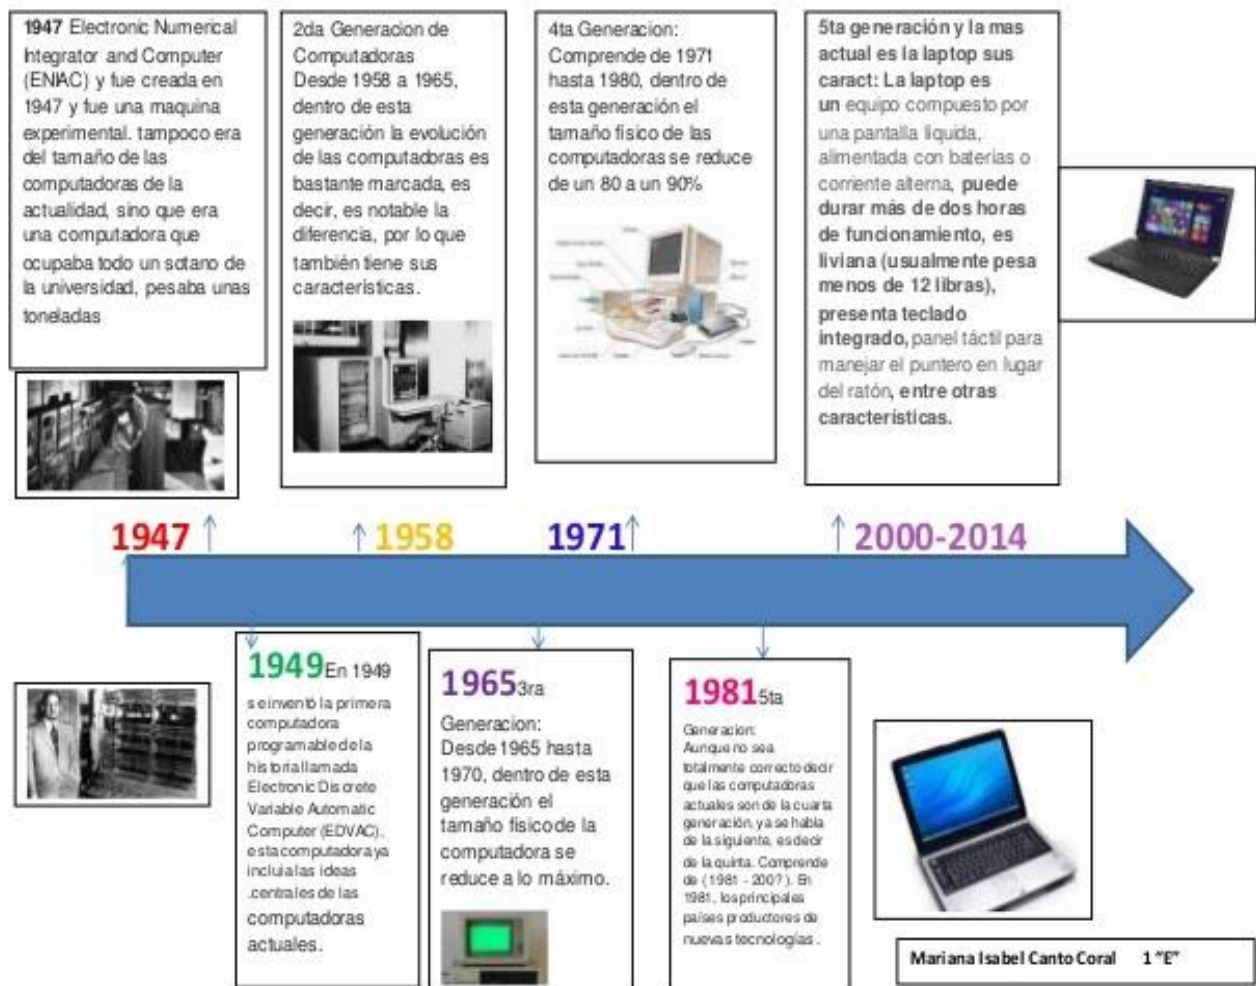 1947 Electronic Numerical
Integrator and Computer
(ENIAC) y fue creada en
1947 y fue una maquina
experimental. tampoco era
del tamaño de las
computadoras de la
actualidad, sino que era
una computadora que
ocupaba todo un sotano de
la universidad, pesaba unas
toneladas
2da Generacion de
Computadoras
Desde 1958 a 1965,
dentro de esta
generación la evolución
de las computadoras es
bastante marcada, es
decir, es notable la
diferencia, por lo que
también tiene sus
características.
4ta Generacion:
Comprende de 1971
hasta 1980, dentro de
esta generación el
tamaño físico de las
computadoras se reduce
de un 80 a un 90%
5ta generación y la mas
actual es la laptop sus
caract: La laptop es
un equipo compuesto por
una pantalla líquida,
alimentada con baterías o
corriente alterna, puede
durar más de dos horas
de funcionamiento, es
liviana (usualmente pesa
menos de 12 libras),
presenta teclado
integrado, panel táctil para
manejar el puntero en lugar
del ratón, entre otras
características.
1947
1958
1971
2000-2014
1949 En 1949
se inventó la primera
computadora
programable de la
historia llamada
Electronic Discrete
Variable Automatic
Computer (EDVAC),
esta computadora ya
incluia las ideas
.centrales de las
computadoras
actuales.
1965 3ra
Generacion:
Desde 1965 hasta
1970, dentro de esta
generación el
tamaño físico de la
computadora se
reduce a lo máximo.
1981 5ta
Generacion:
Aunque no sea
totalmente correcto decir
que las computadoras
actuales son de la cuarta
generación, ya se habla
de la siguiente, es decir
de la quinta. Comprende
de (1981 - 200?). En
1981, los principales
países productores de
nuevas tecnologías .
Mariana Isabel Canto Coral 1 "E"